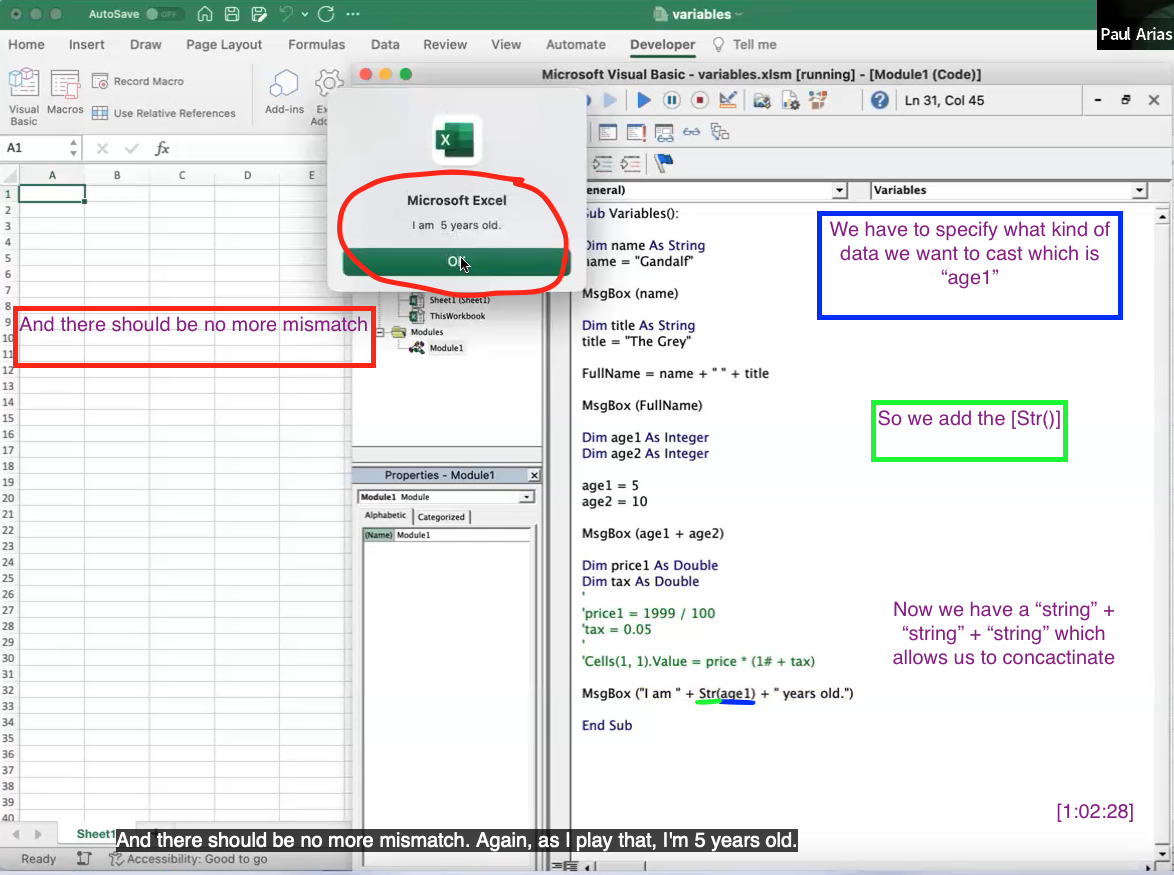 AutoSave OFF
variables
Paul Arias
Home Insert Draw Page Layout Formulas Data Review View Automate Developer Tell me
Visual Basic
Macros
Record Macro
Use Relative References
Add-ins
Microsoft Visual Basic - variables.xlsm [running] - [Module1 (Code)]
Ln 31, Col 45
A1
fx
A B C D E
1
2
3
4
5
6
7
8
9
10
11
12
13
14
15
16
17
18
19
20
21
22
23
24
25
26
27
28
29
30
31
32
33
34
35
36
37
38
39
40
Microsoft Excel
I am  5 years old.
OK
And there should be no more mismatch
Sheet1 (Sheet1)
ThisWorkbook
Modules
Module1
Properties - Module1
Module1 Module
Alphabetic Categorized
(Name) Module1
eneral)
Variables
Sub Variables():
Dim name As String
name = "Gandalf"
MsgBox (name)
Dim title As String
title = "The Grey"
FullName = name + " " + title
MsgBox (FullName)
Dim age1 As Integer
Dim age2 As Integer
age1 = 5
age2 = 10
MsgBox (age1 + age2)
Dim price1 As Double
Dim tax As Double
'
'price1 = 1999 / 100
'tax = 0.05
'
'Cells(1, 1).Value = price * (1# + tax)
MsgBox ("I am " + Str(age1) + " years old.")
End Sub
We have to specify what kind of
data we want to cast which is
“age1”
So we add the [Str()]
Now we have a “string” +
“string” + “string” which
allows us to concactinate
[1:02:28]
Sheet1
And there should be no more mismatch. Again, as I play that, I'm 5 years old.
Ready
Accessibility: Good to go